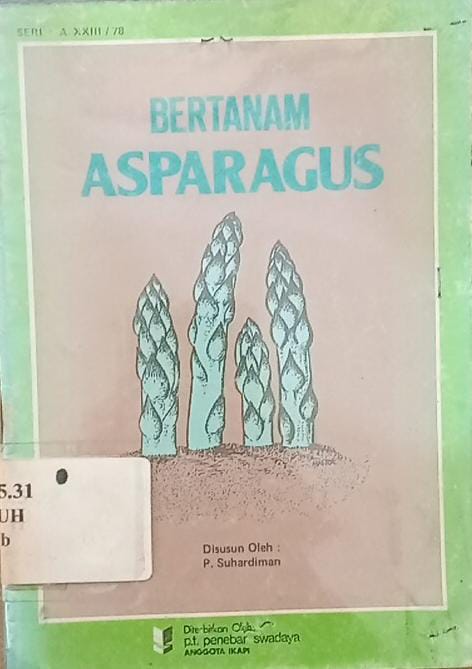 SERI : A. XXIII / 78
BERTANAM
ASPARAGUS
5.31
UH
b
Disusun Oleh :
P. Suhardiman
Diterbitkan Oleh
p.t. penebar swadaya
ANGGOTA IKAPI